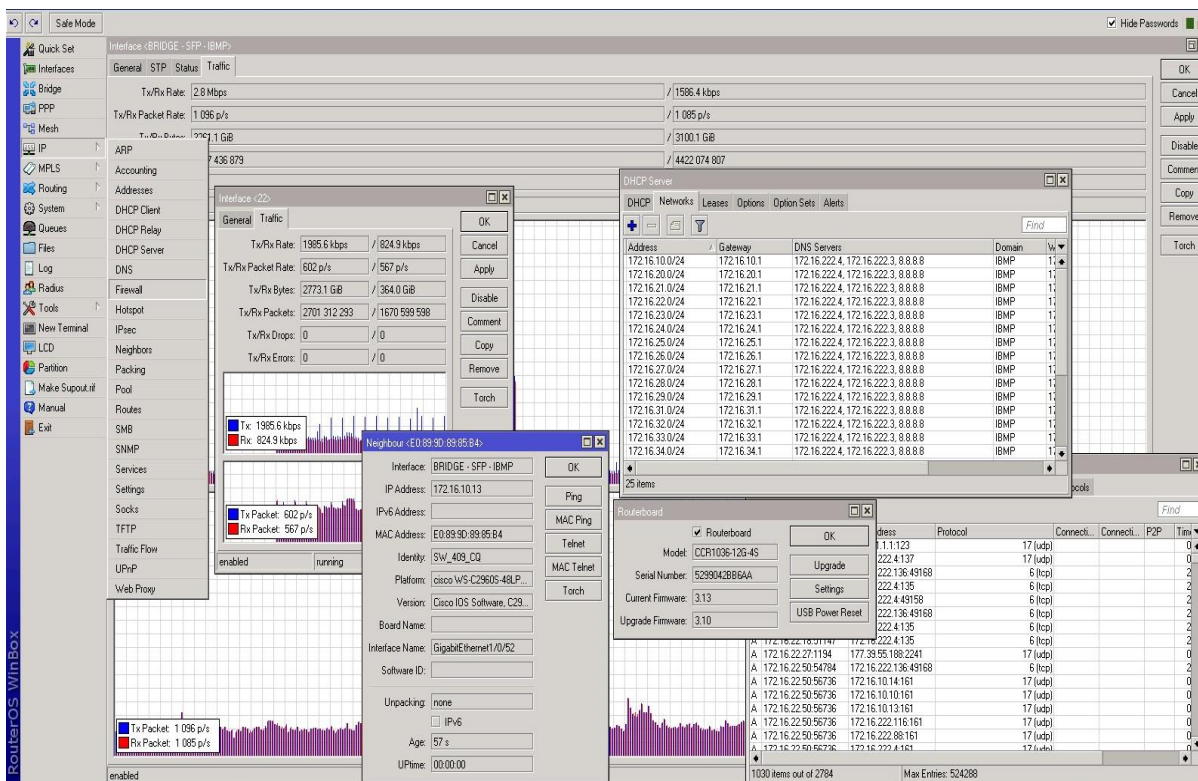 Safe Mode
Hide Passwords
Quick Set
Interfaces
Bridge
PPP
Mesh
IP
MPLS
Routing
System
Queues
Files
Log
Radius
Tools
New Terminal
LCD
Partition
Make Supout.rif
Manual
Exit
RouterOS WinBox
ARP
Accounting
Addresses
DHCP Client
DHCP Relay
DHCP Server
DNS
Firewall
Hotspot
IPsec
Neighbors
Packing
Pool
Routes
SMB
SNMP
Services
Settings
Socks
TFTP
Traffic Flow
UPnP
Web Proxy
Interface <BRIDGE - SFP - IBMP>
General STP Status Traffic
Tx/Rx Rate: 2.8 Mbps / 1586.4 kbps
Tx/Rx Packet Rate: 1 096 p/s / 1 085 p/s
/ 3100.1 GiB
7 436 879 / 4422 074 807
OK
Cancel
Apply
Disable
Comment
Copy
Remove
Torch
Tx Packet: 1 096 p/s
Rx Packet: 1 085 p/s
enabled
Interface <22>
General Traffic
Tx/Rx Rate: 1985.6 kbps / 824.9 kbps
Tx/Rx Packet Rate: 602 p/s / 567 p/s
Tx/Rx Bytes: 2773.1 GiB / 364.0 GiB
Tx/Rx Packets: 2701 312 293 / 1670 599 598
Tx/Rx Drops: 0 / 0
Tx/Rx Errors: 0 / 0
OK
Cancel
Apply
Disable
Comment
Copy
Remove
Torch
Tx: 1985.6 kbps
Rx: 824.9 kbps
Tx Packet: 602 p/s
Rx Packet: 567 p/s
enabled running
Neighbour <E0:89:9D:89:85:B4>
Interface: BRIDGE - SFP - IBMP
IP Address: 172.16.10.13
IPv6 Address:
MAC Address: E0:89:9D:89:85:B4
Identity: SW_409_CQ
Platform: cisco WS-C2960S-48LP...
Version: Cisco IOS Software, C29...
Board Name:
Interface Name: GigabitEthernet1/0/52
Software ID:
Unpacking: none
IPv6
Age: 57 s
UPtime: 00:00:00
OK
Ping
MAC Ping
Telnet
MAC Telnet
Torch
DHCP Server
DHCP Networks Leases Options Option Sets Alerts
Find
Address Gateway DNS Servers Domain
172.16.10.0/24 172.16.10.1 172.16.222.4, 172.16.222.3, 8.8.8.8 IBMP
172.16.20.0/24 172.16.20.1 172.16.222.4, 172.16.222.3, 8.8.8.8 IBMP
172.16.21.0/24 172.16.21.1 172.16.222.4, 172.16.222.3, 8.8.8.8 IBMP
172.16.22.0/24 172.16.22.1 172.16.222.4, 172.16.222.3, 8.8.8.8 IBMP
172.16.23.0/24 172.16.23.1 172.16.222.4, 172.16.222.3, 8.8.8.8 IBMP
172.16.24.0/24 172.16.24.1 172.16.222.4, 172.16.222.3, 8.8.8.8 IBMP
172.16.25.0/24 172.16.25.1 172.16.222.4, 172.16.222.3, 8.8.8.8 IBMP
172.16.26.0/24 172.16.26.1 172.16.222.4, 172.16.222.3, 8.8.8.8 IBMP
172.16.27.0/24 172.16.27.1 172.16.222.4, 172.16.222.3, 8.8.8.8 IBMP
172.16.28.0/24 172.16.28.1 172.16.222.4, 172.16.222.3, 8.8.8.8 IBMP
172.16.29.0/24 172.16.29.1 172.16.222.4, 172.16.222.3, 8.8.8.8 IBMP
172.16.31.0/24 172.16.31.1 172.16.222.4, 172.16.222.3, 8.8.8.8 IBMP
172.16.32.0/24 172.16.32.1 172.16.222.4, 172.16.222.3, 8.8.8.8 IBMP
172.16.33.0/24 172.16.33.1 172.16.222.4, 172.16.222.3, 8.8.8.8 IBMP
172.16.34.0/24 172.16.34.1 172.16.222.4, 172.16.222.3, 8.8.8.8 IBMP
25 items
Routerboard
Routerboard
Model: CCR1036-12G-4S
Serial Number: 5299042BB6AA
Current Firmware: 3.13
Upgrade Firmware: 3.10
OK
Upgrade
Settings
USB Power Reset
Find
Protocol Connecti... Connecti... P2P
17 (udp)
222.4:137 17 (udp)
222.136:49168 6 (tcp)
222.4:135 6 (tcp)
222.4:49158 6 (tcp)
222.136:49168 6 (tcp)
222.4:135 6 (tcp)
6 (tcp)
A 172.16.22.27:1194 177.39.53.188:2241 17 (udp)
A 172.16.22.50:54784 172.16.222.136:49168 6 (tcp)
A 172.16.22.50:56736 172.16.10.14:161 17 (udp)
A 172.16.22.50:56736 172.16.10.10:161 17 (udp)
A 172.16.22.50:56736 172.16.10.13:161 17 (udp)
A 172.16.22.50:56736 172.16.222.110:161 17 (udp)
A 172.16.22.50:56736 172.16.222.88:161 17 (udp)
1030 items out of 2784 Max Entries: 524288